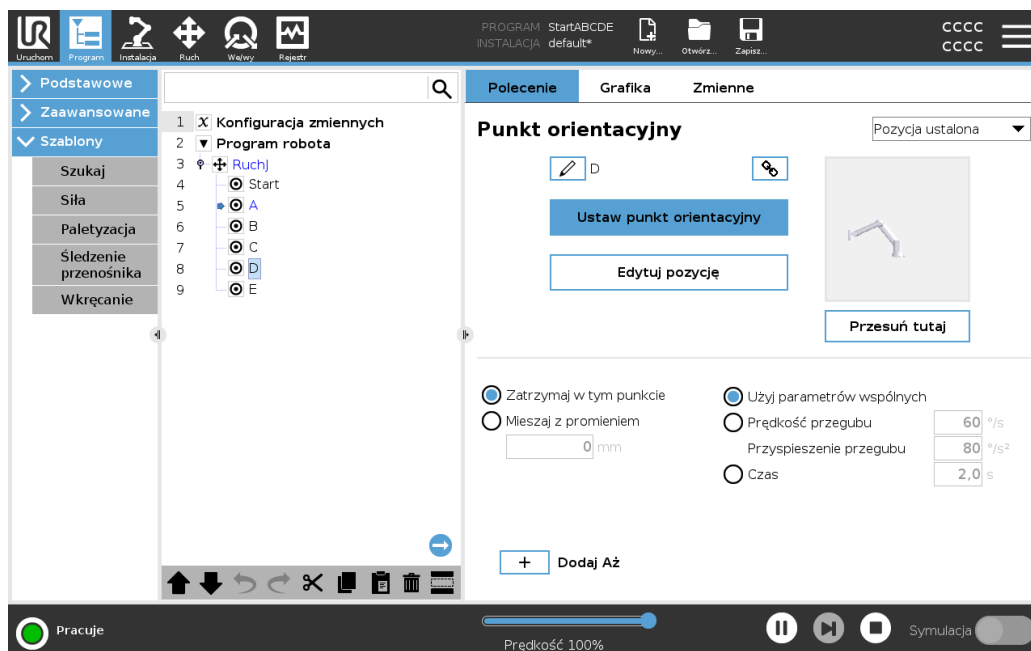 UR
Uruchom
Program
Instalacja
Ruch
We/wy
Rejestr
PROGRAM StartABCDE
INSTALACJA default*
Nowy...
Otwórz...
Zapisz...
CCCC
CCCC
Podstawowe
Zaawansowane
Szablony
Szukaj
Siła
Paletyzacja
Śledzenie
przenośnika
Wkręcanie
1 X Konfiguracja zmiennych
2 Program robota
3 RuchJ
4 Start
5 A
6 B
7 C
8 D
9 E
Polecenie
Grafika
Zmienne
Punkt orientacyjny
Pozycja ustalona
D
Ustaw punkt orientacyjny
Edytuj pozycję
Przesuń tutaj
Zatrzymaj w tym punkcie
Mieszaj z promieniem
0 mm
Użyj parametrów wspólnych
Prędkość przegubu 60 °/s
Przyspieszenie przegubu 80 °/s²
Czas 2,0 s
+ Dodaj Aż
Pracuje
Prędkość 100%
Symulacja